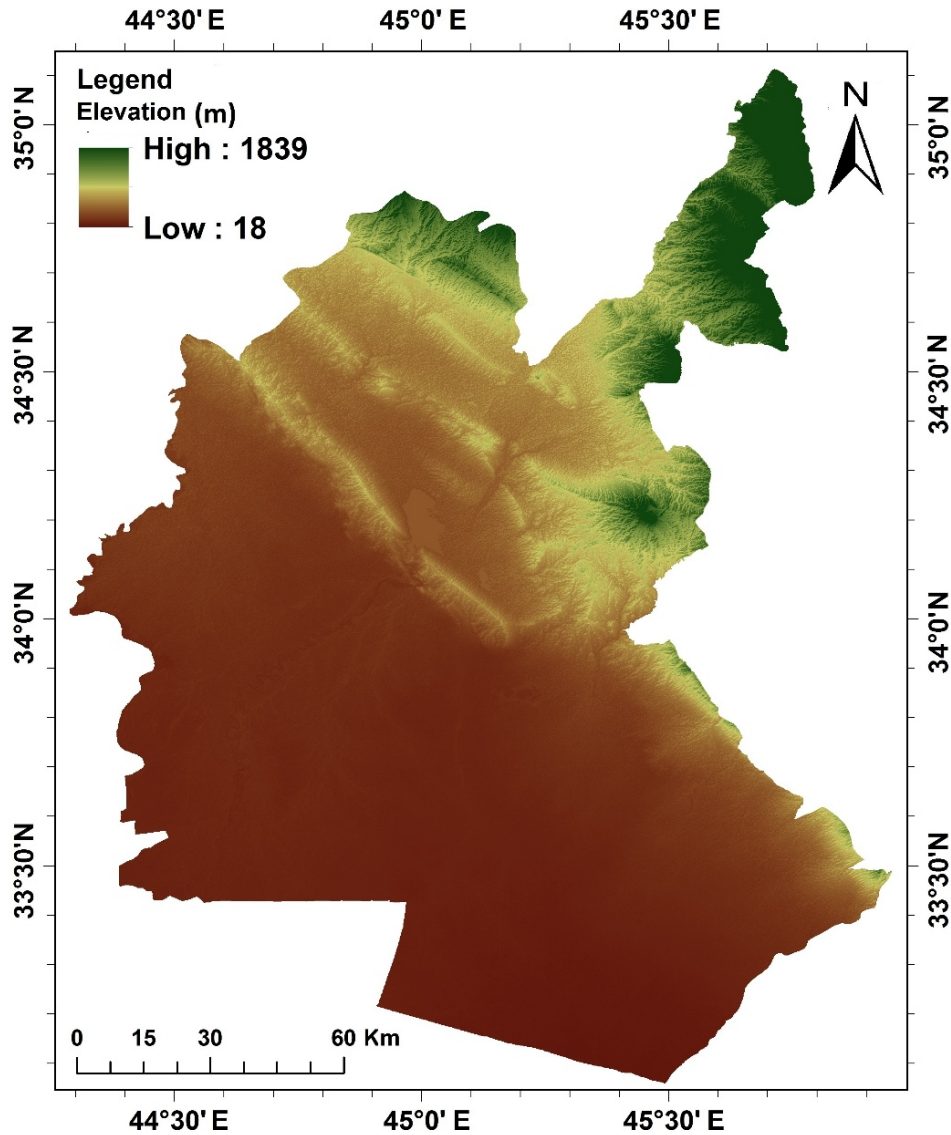 44°30' E 45°0' E 45°30' E
Legend
Elevation (m)
High : 1839
Low : 18
N
35°0' N 35°0' N
34°30' N 34°30' N
34°0' N 34°0' N
33°30' N 33°30' N
0 15 30 60 Km
44°30' E 45°0' E 45°30' E